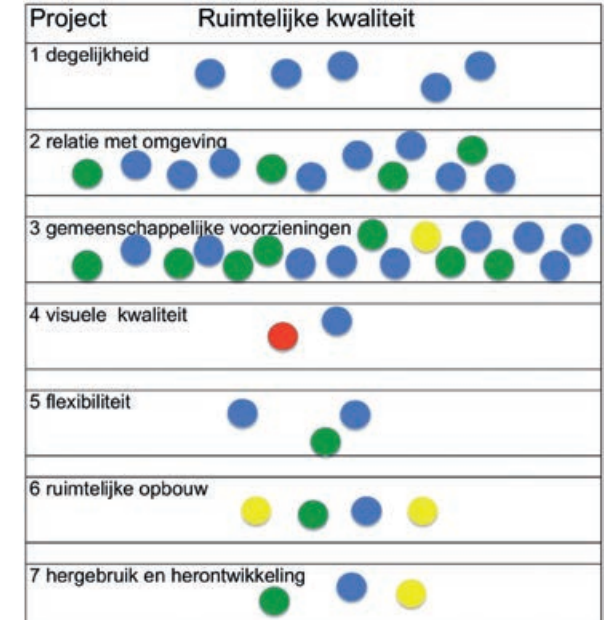 Project Ruimtelijke kwaliteit
1 degelijkheid
2 relatie met omgeving
3 gemeenschappelijke voorzieningen
4 visuele kwaliteit
5 flexibiliteit
6 ruimtelijke opbouw
7 hergebruik en herontwikkeling